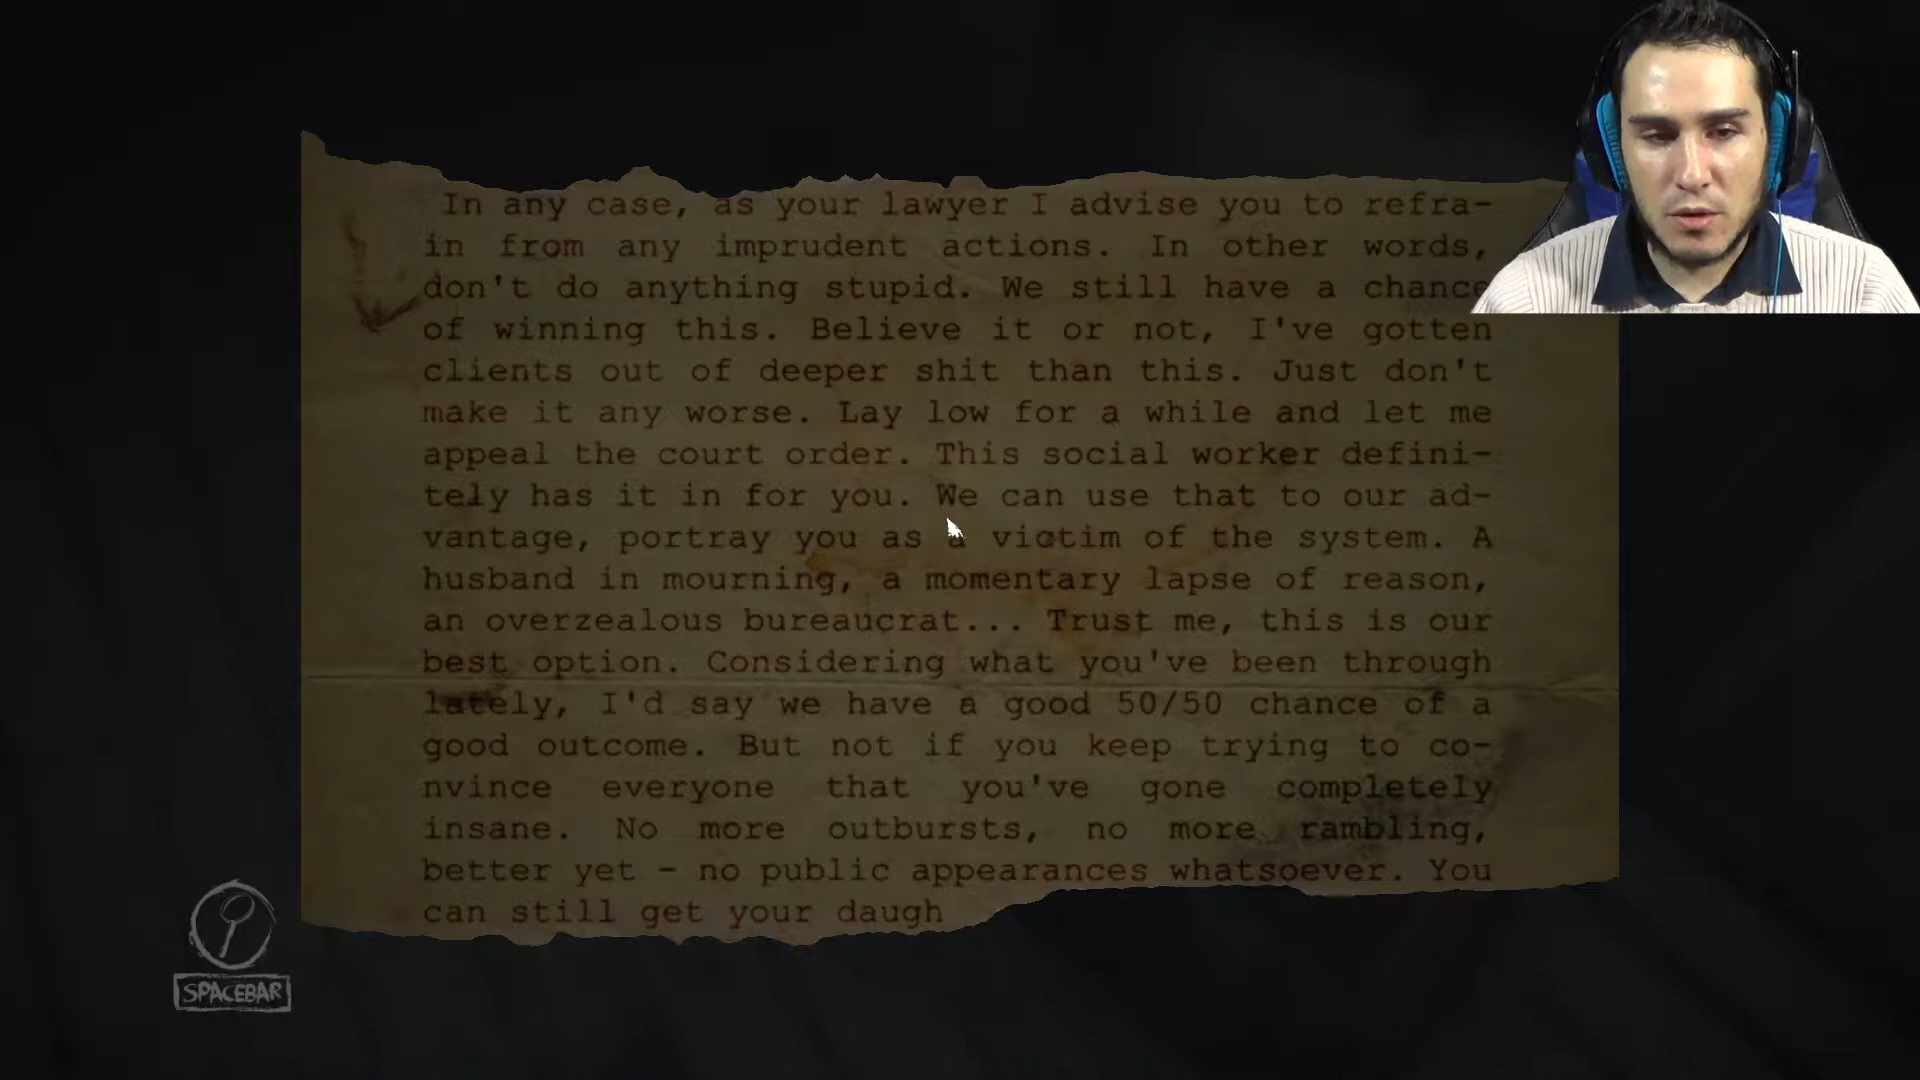 In any case, as your lawyer I advise you to refra-
in from any imprudent actions. In other words,
don't do anything stupid. We still have a chance
of winning this. Believe it or not, I've gotten
clients out of deeper shit than this. Just don't
make it any worse. Lay low for a while and let me
appeal the court order. This social worker defini-
tely has it in for you. We can use that to our ad-
vantage, portray you as a victim of the system. A
husband in mourning, a momentary lapse of reason,
an overzealous bureaucrat... Trust me, this is our
best option. Considering what you've been through
lately, I'd say we have a good 50/50 chance of a
good outcome. But not if you keep trying to co-
nvince everyone that you've gone completely
insane. No more outbursts, no more rambling,
better yet - no public appearances whatsoever. You
can still get your daugh
SPACEBAR